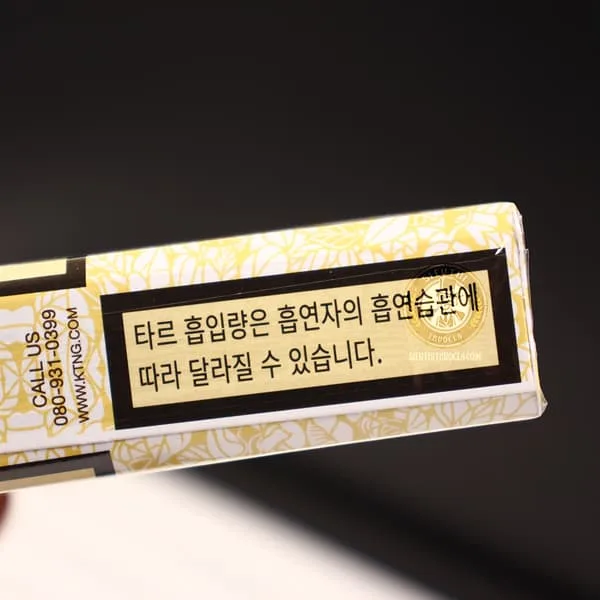 타르 흡입량은 흡연자의 흡연습관에
따라 달라질 수 있습니다.
CALL US
080-931-0399
WWW.KTNG.COM